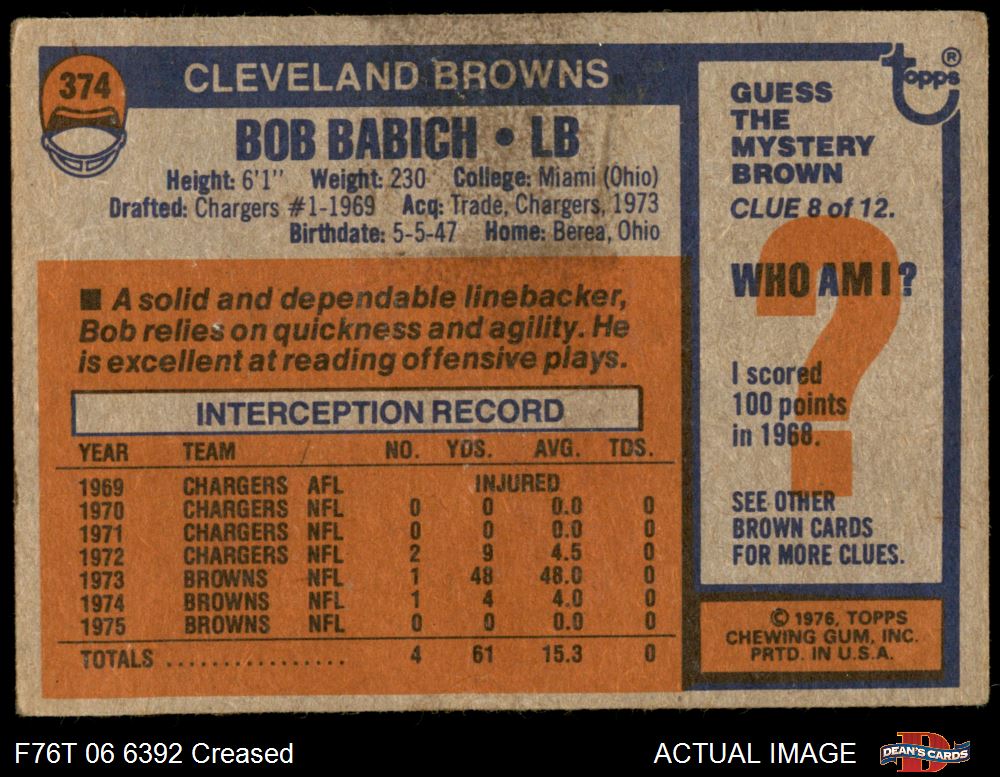 374
CLEVELAND BROWNS
BOB BABICH • LB
Height: 6'1" Weight: 230 College: Miami (Ohio)
Drafted: Chargers #1-1969 Acq: Trade, Chargers, 1973
Birthdate: 5-5-47 Home: Berea, Ohio
■ A solid and dependable linebacker,
Bob relies on quickness and agility. He
is excellent at reading offensive plays.
INTERCEPTION RECORD
YEAR TEAM NO. YDS. AVG. TDS.
1969 CHARGERS AFL INJURED
1970 CHARGERS NFL 0 0 0.0 0
1971 CHARGERS NFL 0 0 0.0 0
1972 CHARGERS NFL 2 9 4.5 0
1973 BROWNS NFL 1 48 48.0 0
1974 BROWNS NFL 1 4 4.0 0
1975 BROWNS NFL 0 0 0.0 0
TOTALS ................ 4 61 15.3 0
topps ®
GUESS
THE
MYSTERY
BROWN
CLUE 8 of 12.
?
WHO AM I?
I scored
100 points
in 1968.
SEE OTHER
BROWN CARDS
FOR MORE CLUES.
© 1976, TOPPS
CHEWING GUM, INC.
PRTD. IN U.S.A.
F76T 06 6392 Creased
ACTUAL IMAGE
DEAN'S CARDS